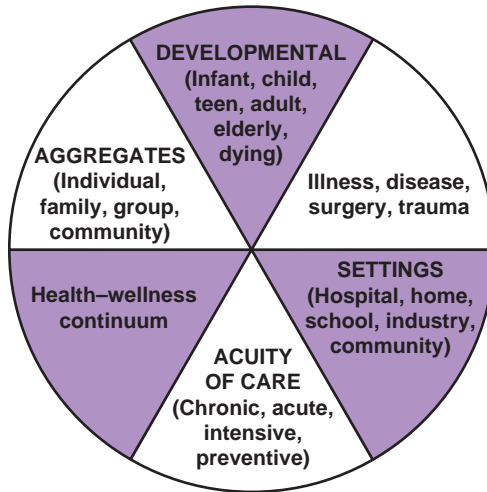 DEVELOPMENTAL
(Infant, child,
teen, adult,
elderly,
dying)
Illness, disease,
surgery, trauma
SETTINGS
(Hospital, home,
school, industry,
community)
ACUITY
OF CARE
(Chronic, acute,
intensive,
preventive)
Health–wellness
continuum
AGGREGATES
(Individual,
family, group,
community)